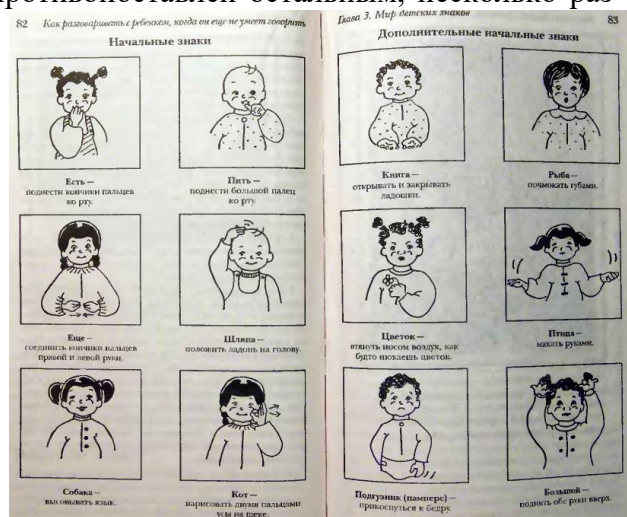 противопоставлен остальным, несколько раз
82 Как разговаривать с ребенком, когда он еще не умеет говорить
Начальные знаки
Есть —
поднести кончики пальцев
ко рту.
Пить —
поднести большой палец
ко рту.
Еще —
соединить кончики пальцев
правой и левой руки.
Шляпа —
положить ладонь на голову.
Собака —
высовывать язык.
Кот —
нарисовать двумя пальцами
усы на щеке.
Глава 3. Мир детских знаков 83
Дополнительные начальные знаки
Книга —
открывать и закрывать
ладошки.
Рыба —
почмокать губами.
Цветок —
втянуть носом воздух, как
будто нюхаешь цветок.
Птица —
махать руками.
Подгузник (памперс) —
прикоснуться к бедру.
Большой —
поднять обе руки вверх.